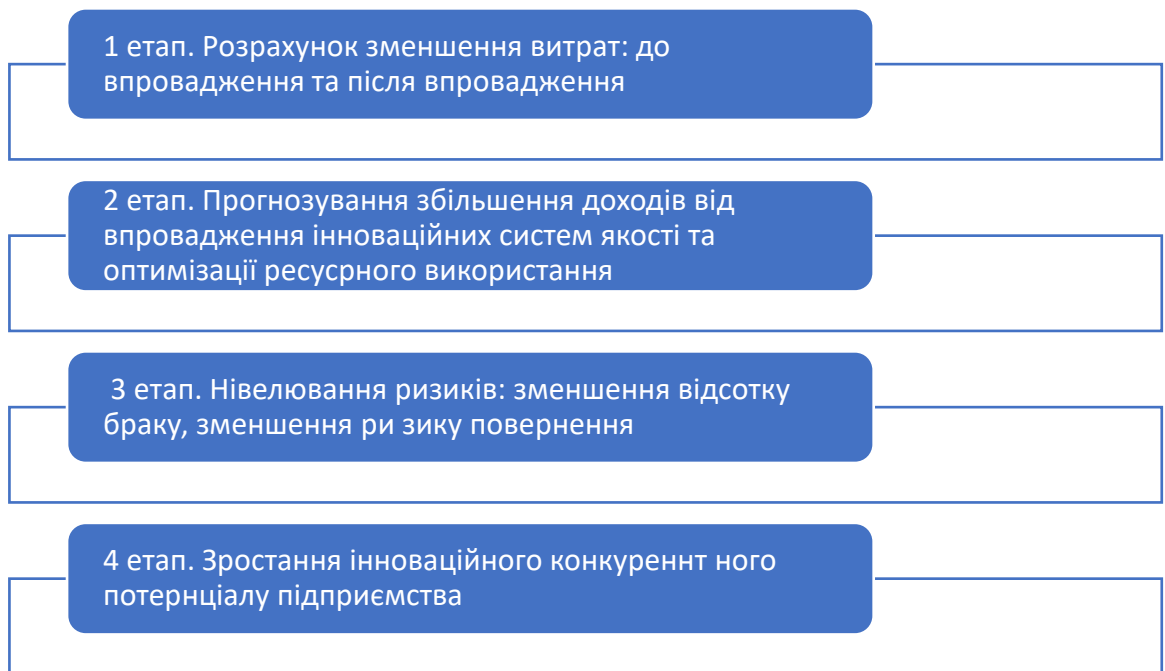 1 етап. Розрахунок зменшення витрат: до
впровадження та після впровадження
2 етап. Прогнозування збільшення доходів від
впровадження інноваційних систем якості та
оптимізації ресусрного використання
3 етап. Нівелювання ризиків: зменшення відсотку
браку, зменшення ри зику повернення
4 етап. Зростання інноваційного конкуреннт ного
потернціалу підприємства